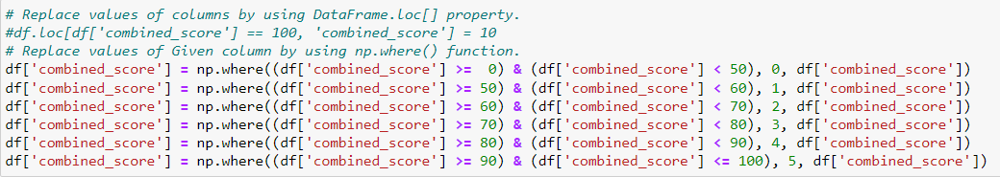 # Replace values of columns by using DataFrame.loc[] property.
#df.loc[df['combined_score'] == 100, 'combined_score'] = 10
# Replace values of Given column by using np.where() function.
df['combined_score'] = np.where((df['combined_score'] >=  0) & (df['combined_score'] < 50), 0, df['combined_score'])
df['combined_score'] = np.where((df['combined_score'] >= 50) & (df['combined_score'] < 60), 1, df['combined_score'])
df['combined_score'] = np.where((df['combined_score'] >= 60) & (df['combined_score'] < 70), 2, df['combined_score'])
df['combined_score'] = np.where((df['combined_score'] >= 70) & (df['combined_score'] < 80), 3, df['combined_score'])
df['combined_score'] = np.where((df['combined_score'] >= 80) & (df['combined_score'] < 90), 4, df['combined_score'])
df['combined_score'] = np.where((df['combined_score'] >= 90) & (df['combined_score'] <= 100), 5, df['combined_score'])